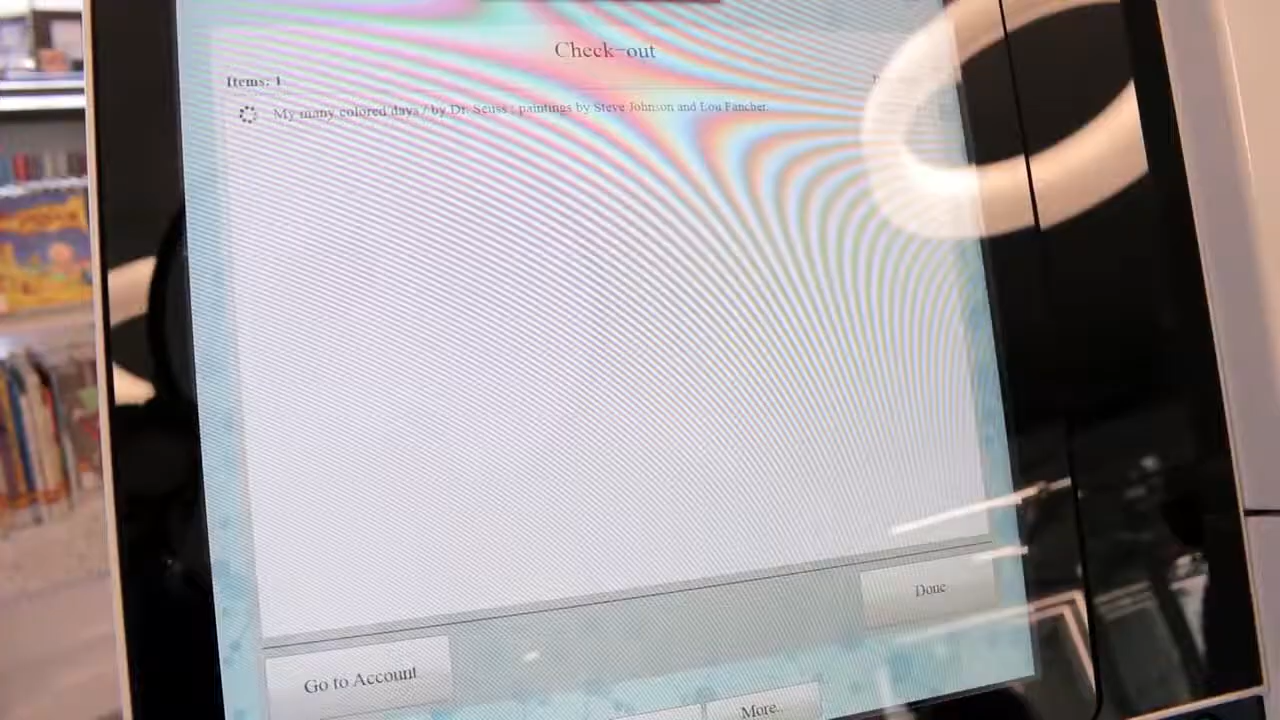 Check-out
Items: 1
My many colored days / by Dr. Seuss ; paintings by Steve Johnson and Lou Fancher.
Done
Go to Account
More..